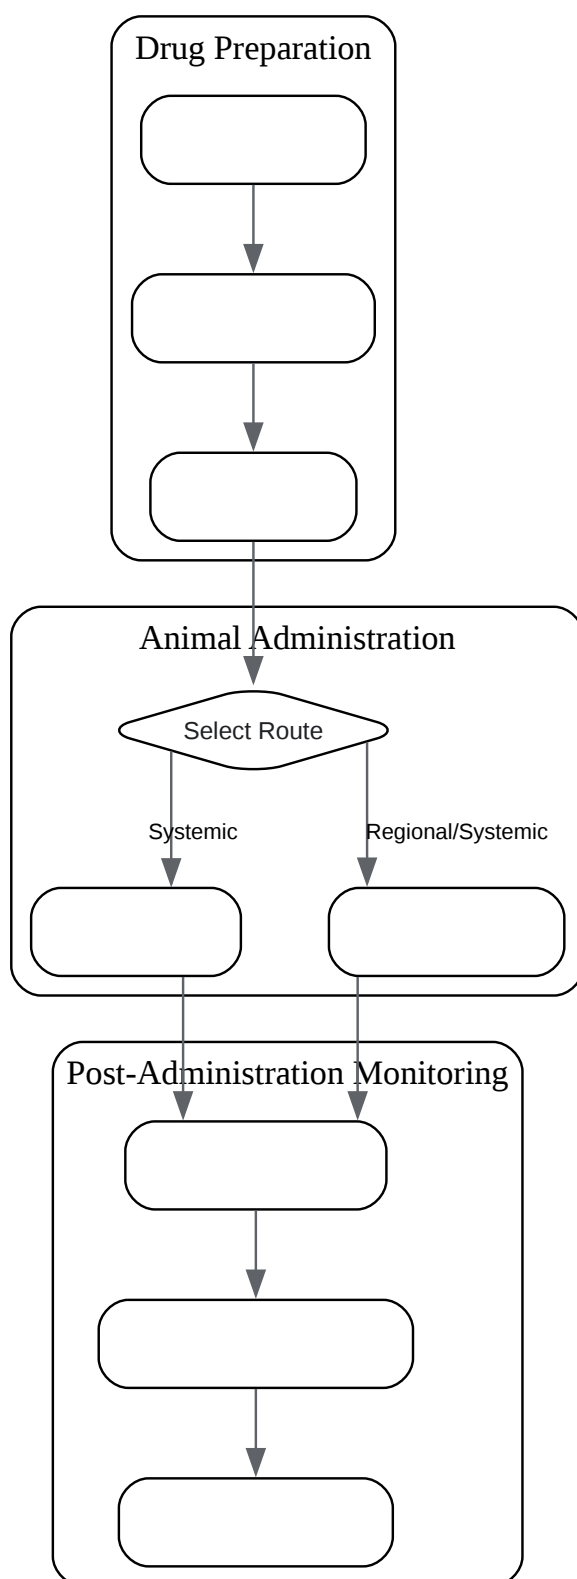 Drug Preparation
Animal Administration
Select Route
Systemic
Regional/Systemic
Post-Administration Monitoring